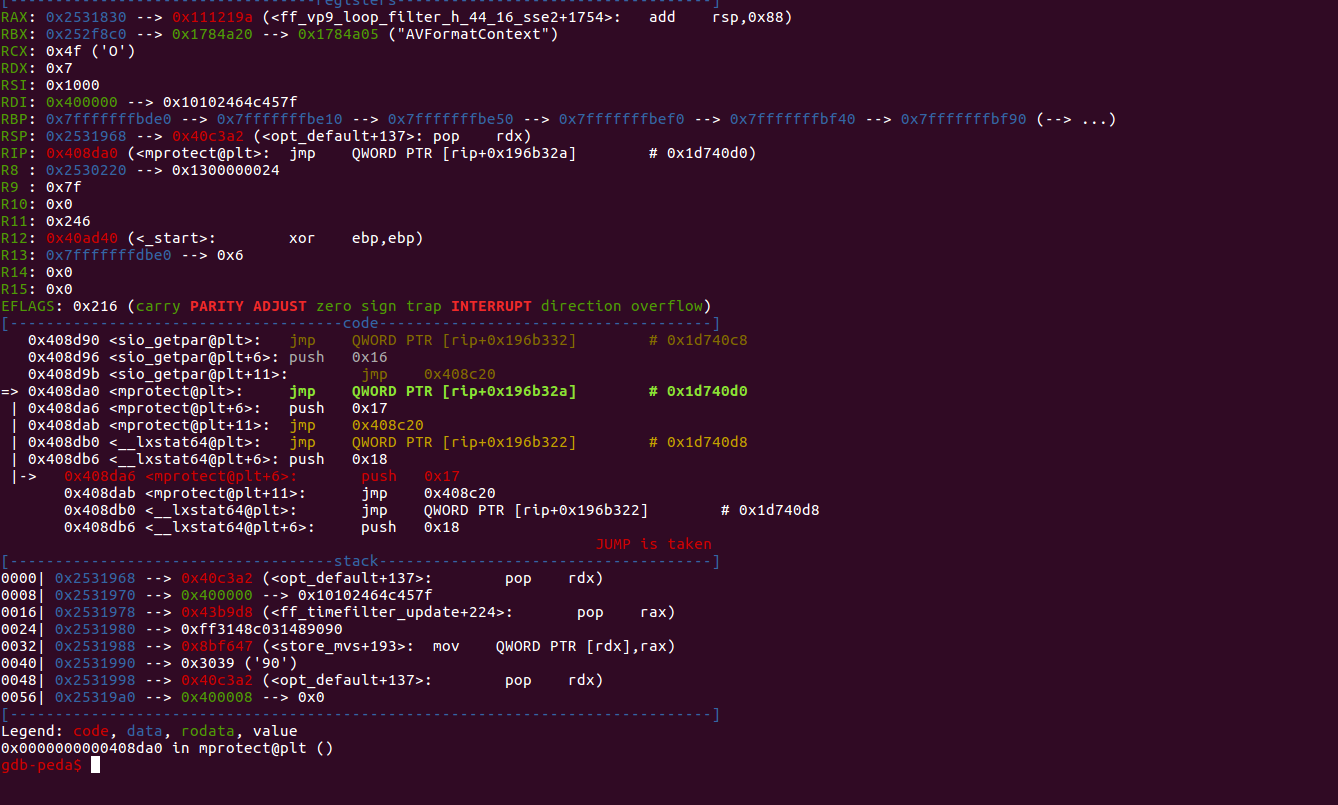 [----------------------------------registers-----------------------------------]
RAX: 0x2531830 --> 0x111219a (<ff_vp9_loop_filter_h_44_16_sse2+1754>:   add    rsp,0x88)
RBX: 0x252f8c0 --> 0x1784a20 --> 0x1784a05 ("AVFormatContext")
RCX: 0x4f ('O')
RDX: 0x7
RSI: 0x1000
RDI: 0x400000 --> 0x10102464c457f
RBP: 0x7fffffffbde0 --> 0x7fffffffbe10 --> 0x7fffffffbe50 --> 0x7fffffffbef0 --> 0x7fffffffbf40 --> 0x7fffffffbf90 (--> ...)
RSP: 0x2531968 --> 0x40c3a2 (<opt_default+137>: pop    rdx)
RIP: 0x408da0 (<mprotect@plt>:  jmp    QWORD PTR [rip+0x196b32a]        # 0x1d740d0)
R8 : 0x2530220 --> 0x1300000024
R9 : 0x7f
R10: 0x0
R11: 0x246
R12: 0x40ad40 (<_start>:        xor    ebp,ebp)
R13: 0x7fffffffdbe0 --> 0x6
R14: 0x0
R15: 0x0
EFLAGS: 0x216 (carry PARITY ADJUST zero sign trap INTERRUPT direction overflow)
[-------------------------------------code-------------------------------------]
   0x408d90 <sio_getpar@plt>:   jmp    QWORD PTR [rip+0x196b332]        # 0x1d740c8
   0x408d96 <sio_getpar@plt+6>: push   0x16
   0x408d9b <sio_getpar@plt+11>:        jmp    0x408c20
=> 0x408da0 <mprotect@plt>:     jmp    QWORD PTR [rip+0x196b32a]        # 0x1d740d0
 | 0x408da6 <mprotect@plt+6>:   push   0x17
 | 0x408dab <mprotect@plt+11>:  jmp    0x408c20
 | 0x408db0 <__lxstat64@plt>:   jmp    QWORD PTR [rip+0x196b322]        # 0x1d740d8
 | 0x408db6 <__lxstat64@plt+6>: push   0x18
 |->   0x408da6 <mprotect@plt+6>:       push   0x17
       0x408dab <mprotect@plt+11>:      jmp    0x408c20
       0x408db0 <__lxstat64@plt>:       jmp    QWORD PTR [rip+0x196b322]        # 0x1d740d8
       0x408db6 <__lxstat64@plt+6>:     push   0x18
                                                                  JUMP is taken
[------------------------------------stack-------------------------------------]
0000| 0x2531968 --> 0x40c3a2 (<opt_default+137>:        pop    rdx)
0008| 0x2531970 --> 0x400000 --> 0x10102464c457f
0016| 0x2531978 --> 0x43b9d8 (<ff_timefilter_update+224>:       pop    rax)
0024| 0x2531980 --> 0xff3148c031489090
0032| 0x2531988 --> 0x8bf647 (<store_mvs+193>:  mov    QWORD PTR [rdx],rax)
0040| 0x2531990 --> 0x3039 ('90')
0048| 0x2531998 --> 0x40c3a2 (<opt_default+137>:        pop    rdx)
0056| 0x25319a0 --> 0x400008 --> 0x0
[------------------------------------------------------------------------------]
Legend: code, data, rodata, value
0x0000000000408da0 in mprotect@plt ()
gdb-peda$